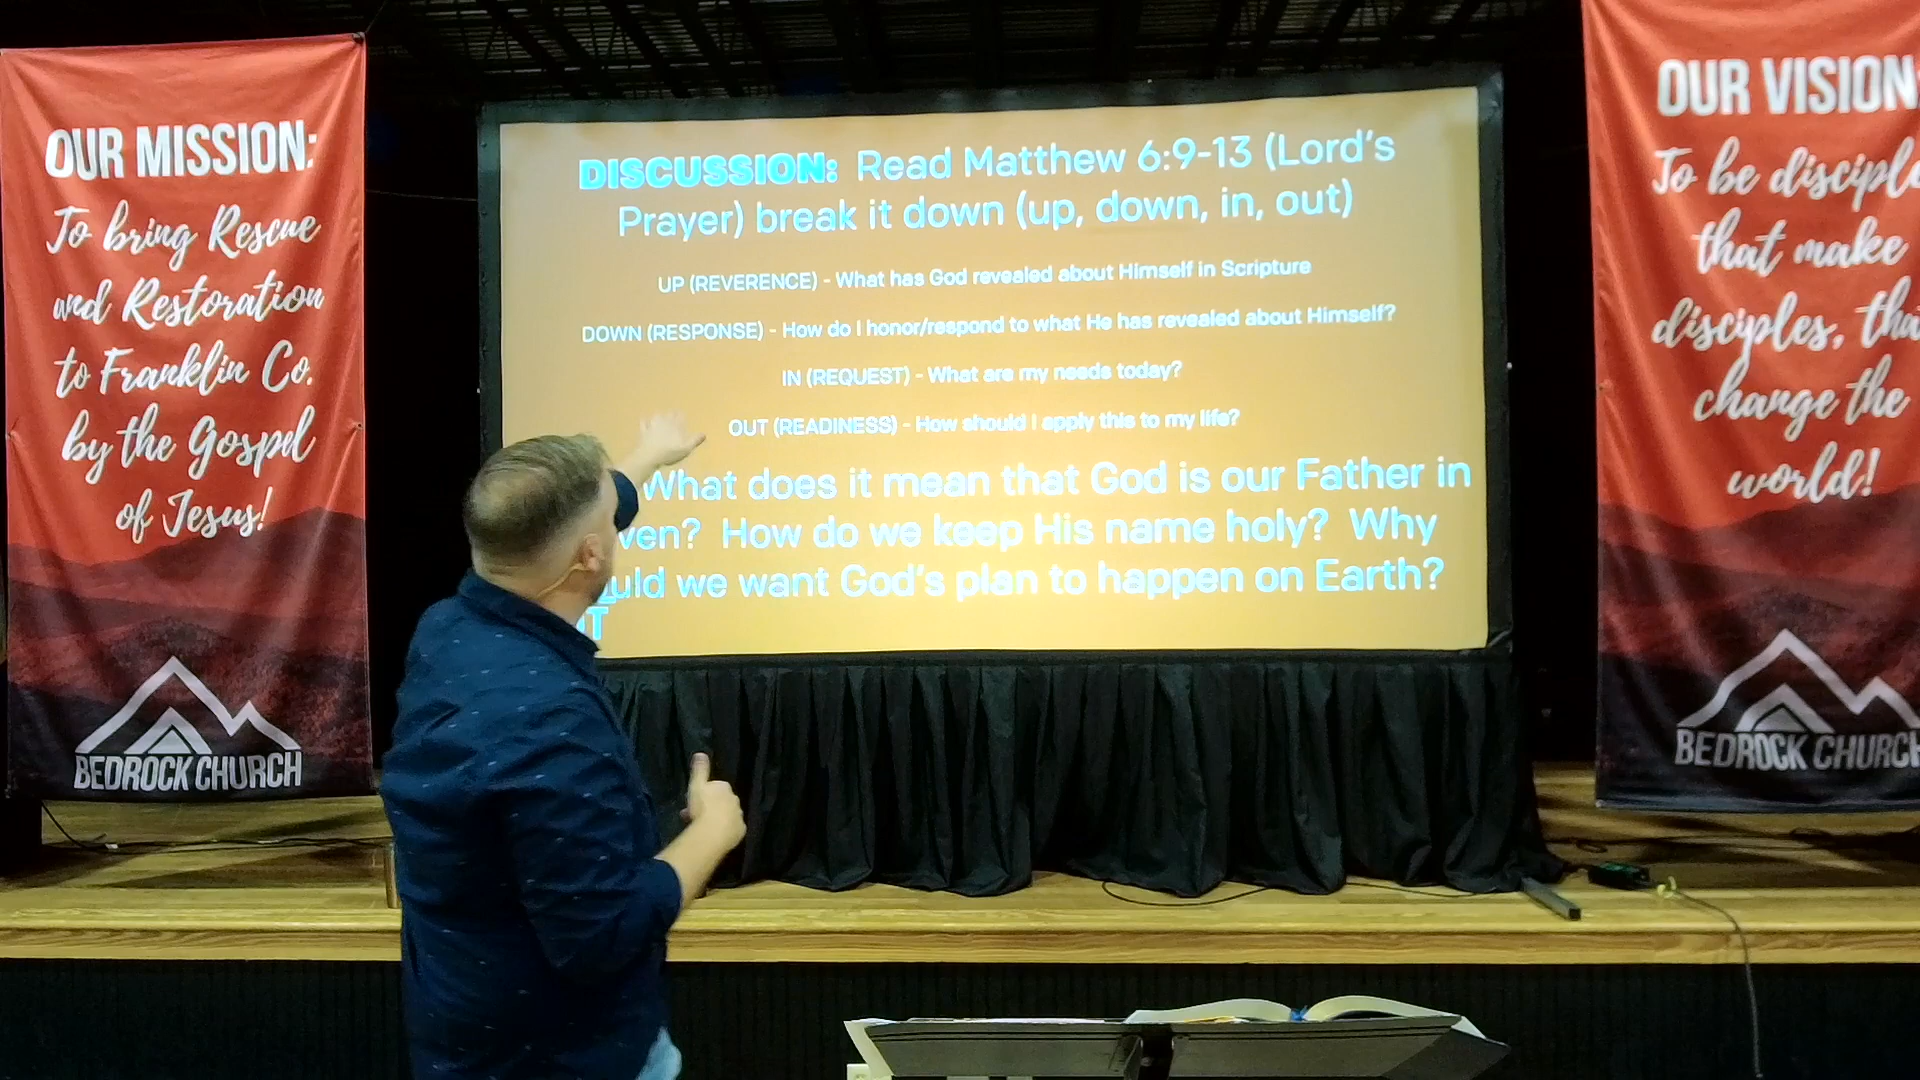 OUR MISSION:
To bring Rescue
and Restoration
to Franklin Co.
by the Gospel
of Jesus!
BEDROCK CHURCH
DISCUSSION: Read Matthew 6:9-13 (Lord's
Prayer) break it down (up, down, in, out)
UP (REVERENCE) - What has God revealed about Himself in Scripture
DOWN (RESPONSE) - How do I honor/respond to what He has revealed about Himself?
IN (REQUEST) - What are my needs today?
OUT (READINESS) - How should I apply this to my life?
What does it mean that God is our Father in
ven? How do we keep His name holy? Why
uld we want God's plan to happen on Earth?
OUR VISION
To be disciple
that make
disciples, tha
change the
world!
BEDROCK CHURCH